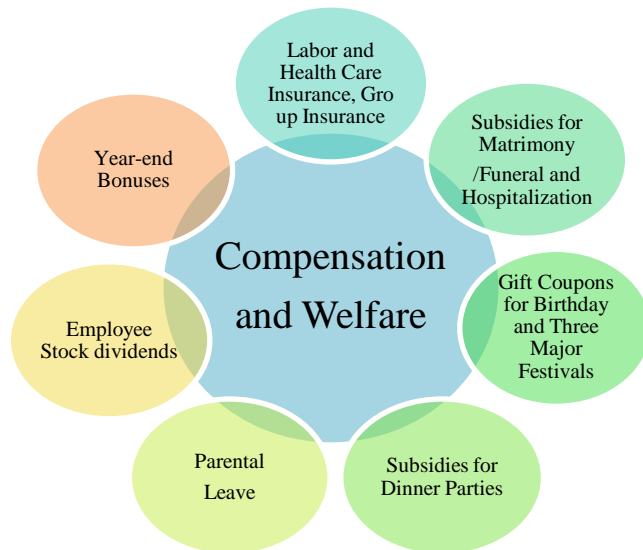 Labor and
Health Care
Insurance, Gro
up Insurance
Subsidies for
Matrimony
/Funeral and
Hospitalization
Gift Coupons
for Birthday
and Three
Major
Festivals
Subsidies for
Dinner Parties
Parental
Leave
Employee
Stock dividends
Year-end
Bonuses
Compensation
and Welfare